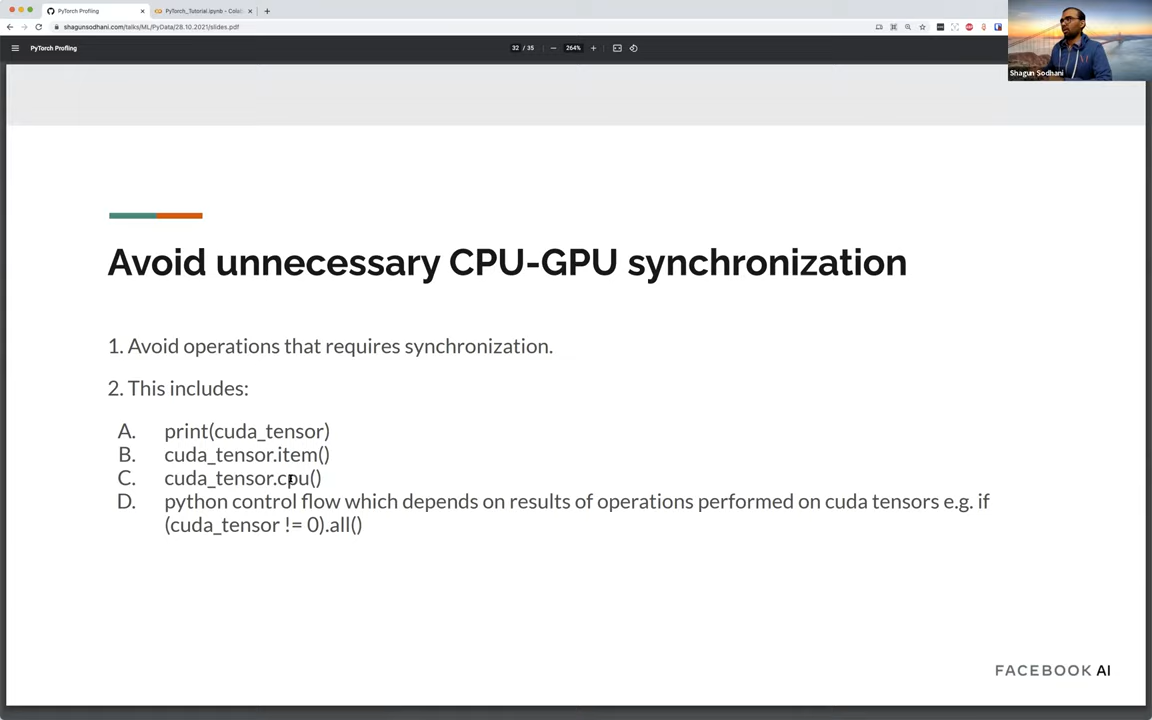 PyTorch Profiling
PyTorch_Tutorial.ipynb - Colab
shagunsodhani.com/talks/ML/PyData/28.10.2021/slides.pdf
PyTorch Profling
32 / 35
264%
Shagun Sodhani
Avoid unnecessary CPU-GPU synchronization
1. Avoid operations that requires synchronization.
2. This includes:
A. print(cuda_tensor)
B. cuda_tensor.item()
C. cuda_tensor.cpu()
D. python control flow which depends on results of operations performed on cuda tensors e.g. if
(cuda_tensor != 0).all()
FACEBOOK AI